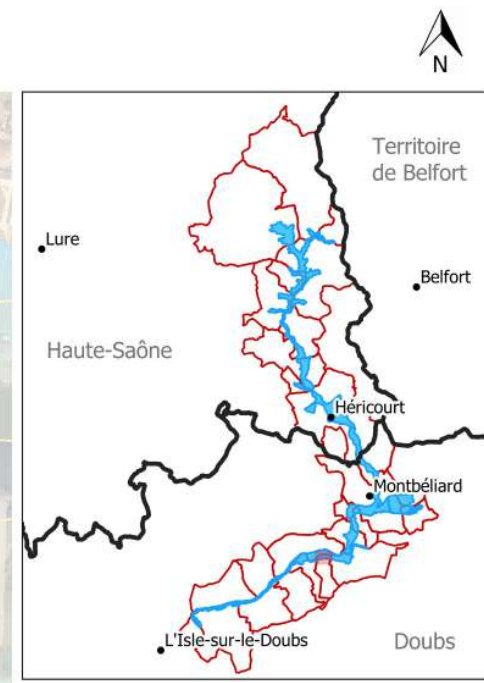 N
Territoire
de Belfort
Lure
Belfort
Haute-Saône
Héricourt
Montbéliard
L'Isle-sur-le-Doubs
Doubs